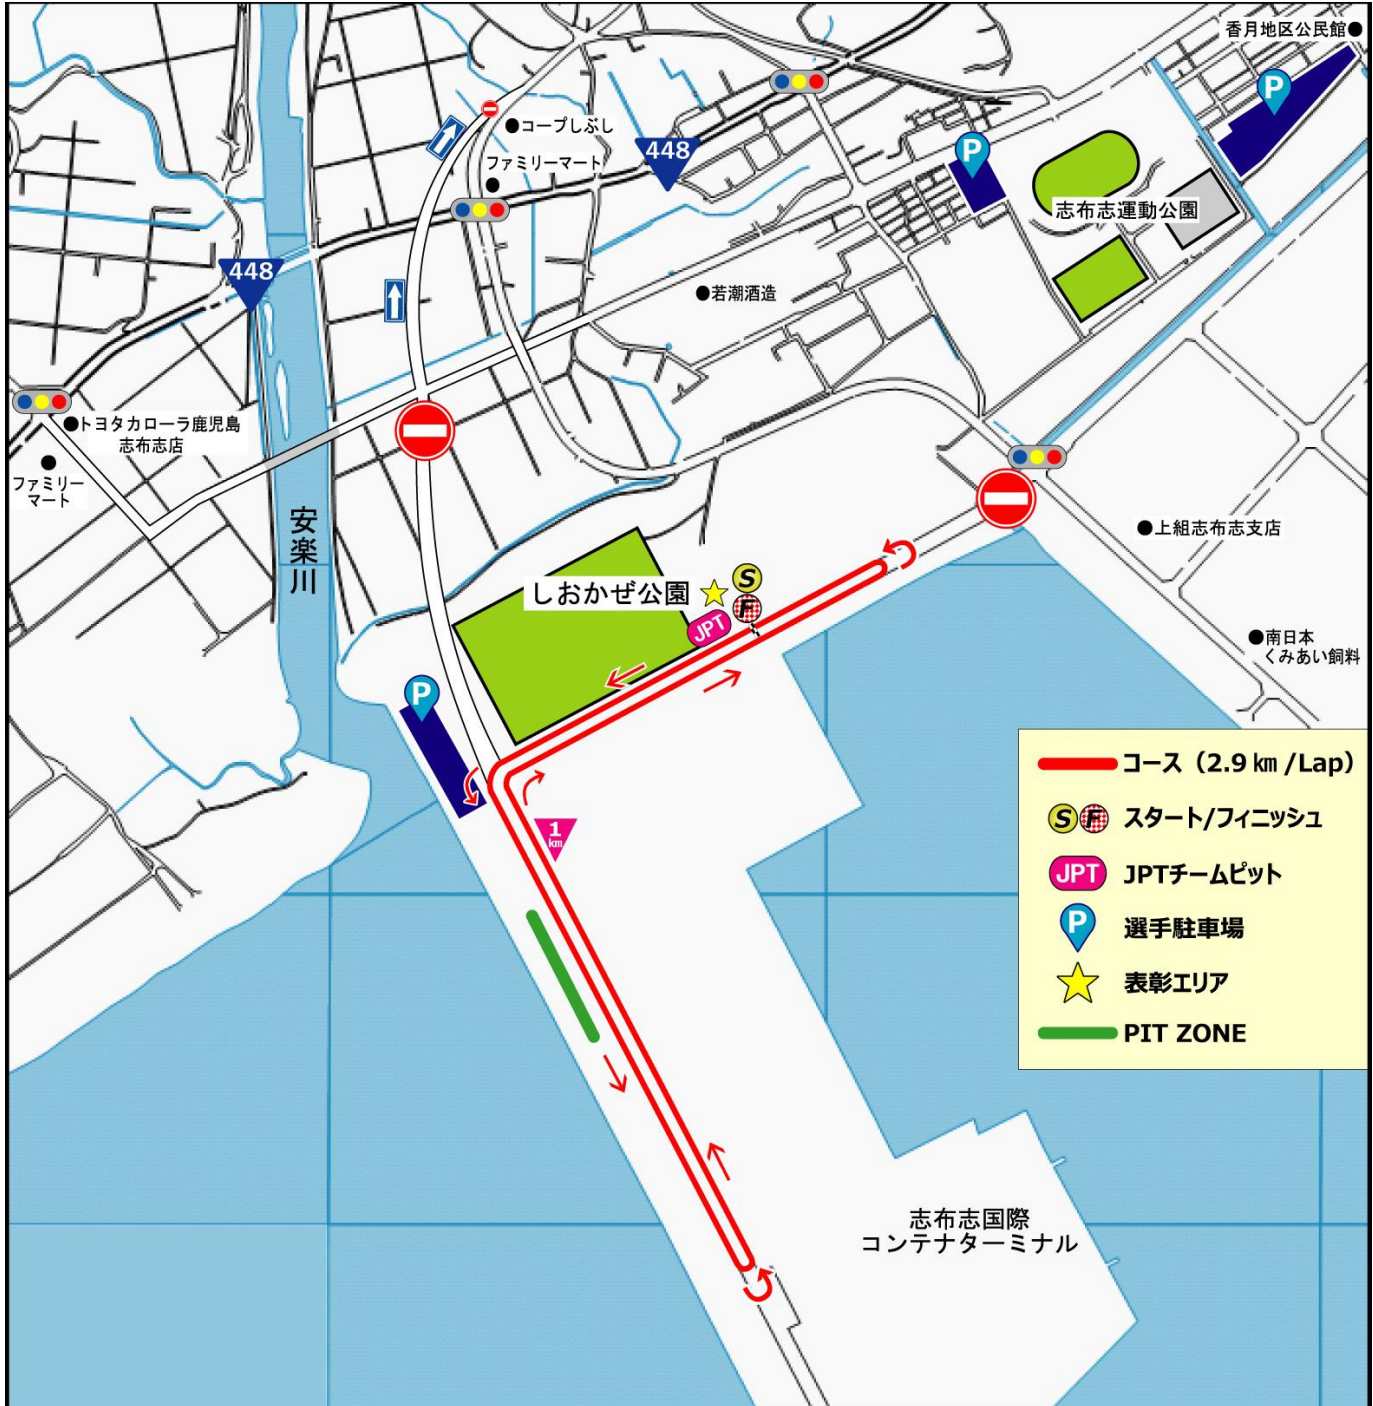 香月地区公民館
P
P
コープしぶし
448
ファミリーマート
志布志運動公園
448
若潮酒造
トヨタカローラ鹿児島
志布志店
ファミリー
マート
安楽川
上組志布志支店
しおかぜ公園
S
F
JPT
南日本
くみあい飼料
P
1
km
コース（2.9 km /Lap）
S F スタート/フィニッシュ
JPT JPTチームピット
P 選手駐車場
表彰エリア
PIT ZONE
志布志国際
コンテナターミナル